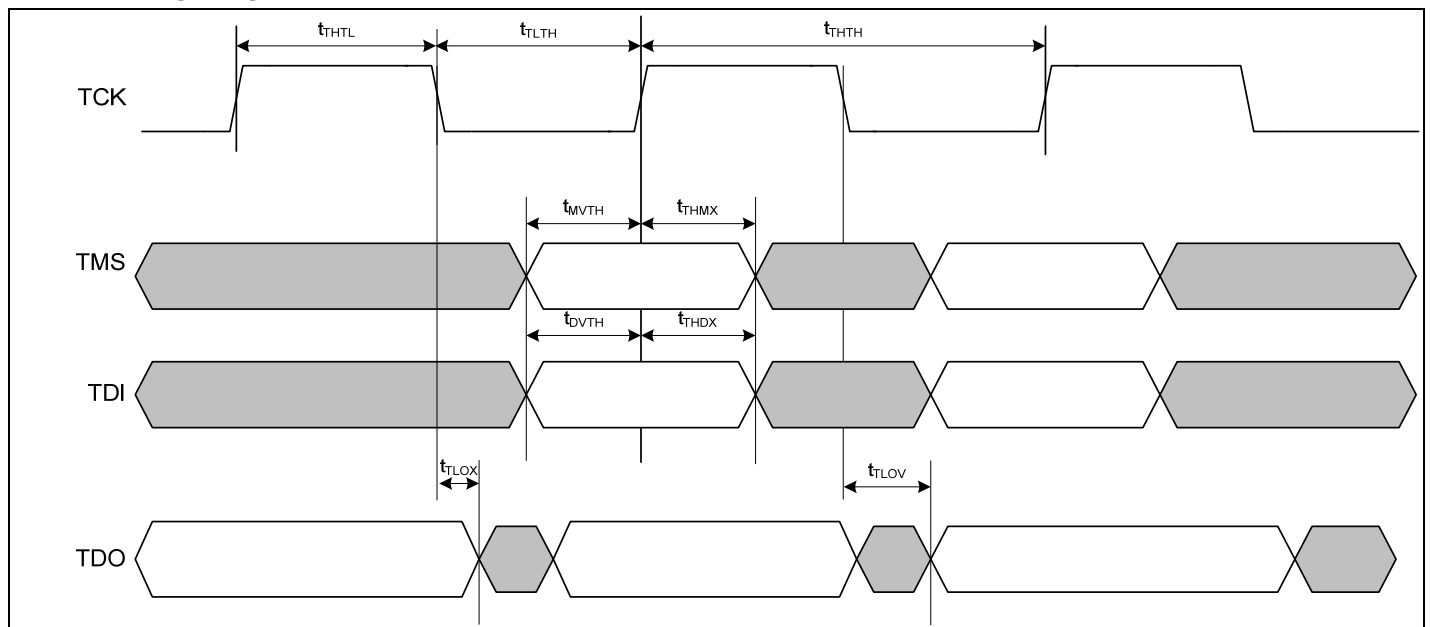 tTHTL tTLTH tTHTH
TCK
tMVTH tTHMX
TMS
tDVTH tTHDX
TDI
tTLOX tTLOV
TDO